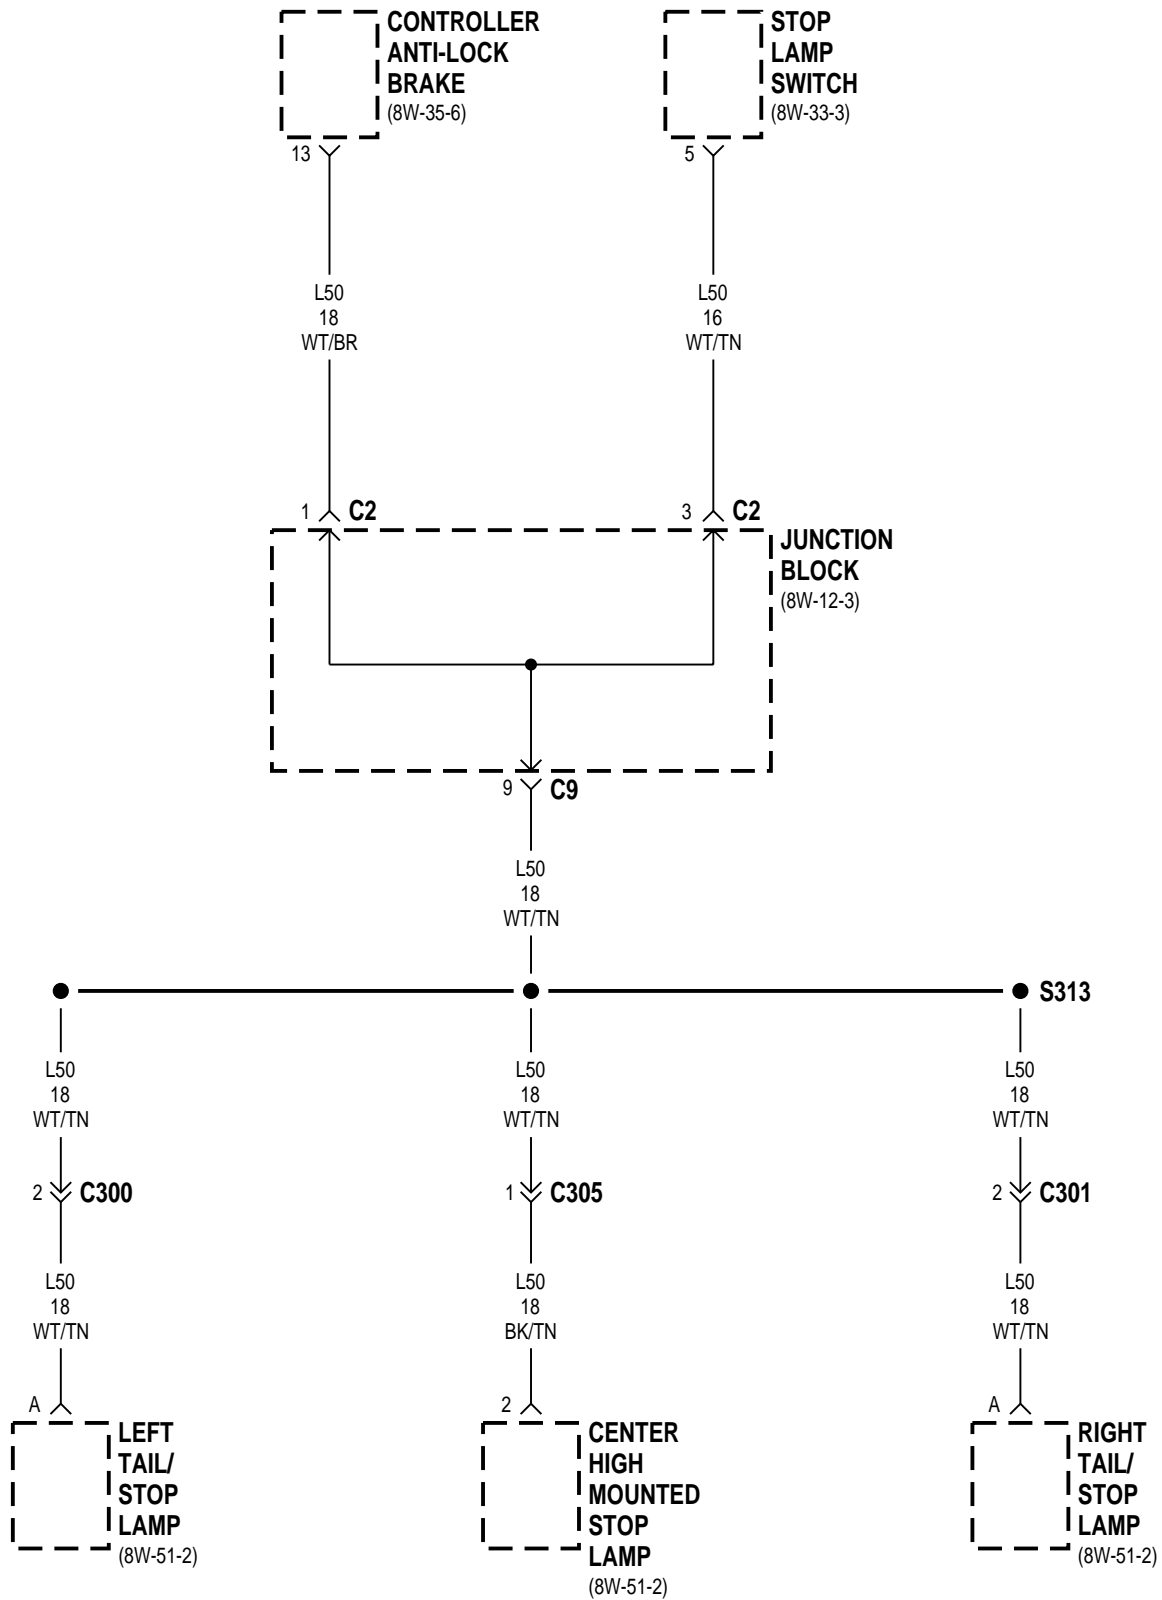 CONTROLLER
ANTI-LOCK
BRAKE
(8W-35-6)
STOP
LAMP
SWITCH
(8W-33-3)
13
5
L50
18
WT/BR
L50
16
WT/TN
1
C2
3
C2
JUNCTION
BLOCK
(8W-12-3)
9
C9
L50
18
WT/TN
S313
L50
18
WT/TN
L50
18
WT/TN
L50
18
WT/TN
2
C300
1
C305
2
C301
L50
18
WT/TN
L50
18
BK/TN
L50
18
WT/TN
A
2
A
LEFT
TAIL/
STOP
LAMP
(8W-51-2)
CENTER
HIGH
MOUNTED
STOP
LAMP
(8W-51-2)
RIGHT
TAIL/
STOP
LAMP
(8W-51-2)